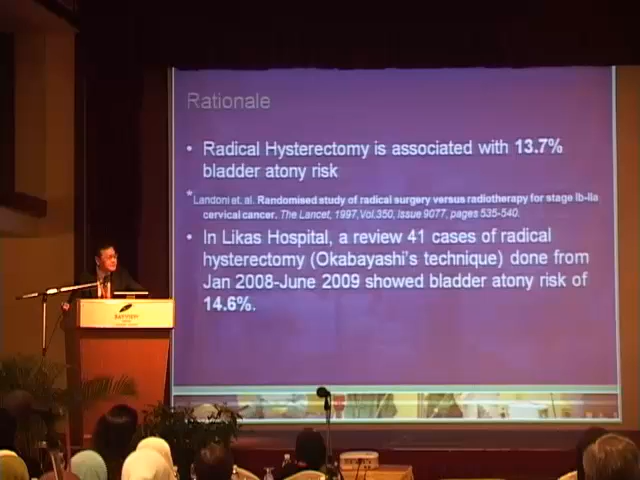 Rationale
• Radical Hysterectomy is associated with 13.7%
bladder atony risk
*Landoni et. al. Randomised study of radical surgery versus radiotherapy for stage Ib-IIa
cervical cancer. The Lancet, 1997,Vol.350, Issue 9077, pages 535-540.
• In Likas Hospital, a review 41 cases of radical
hysterectomy (Okabayashi's technique) done from
Jan 2008-June 2009 showed bladder atony risk of
14.6%.